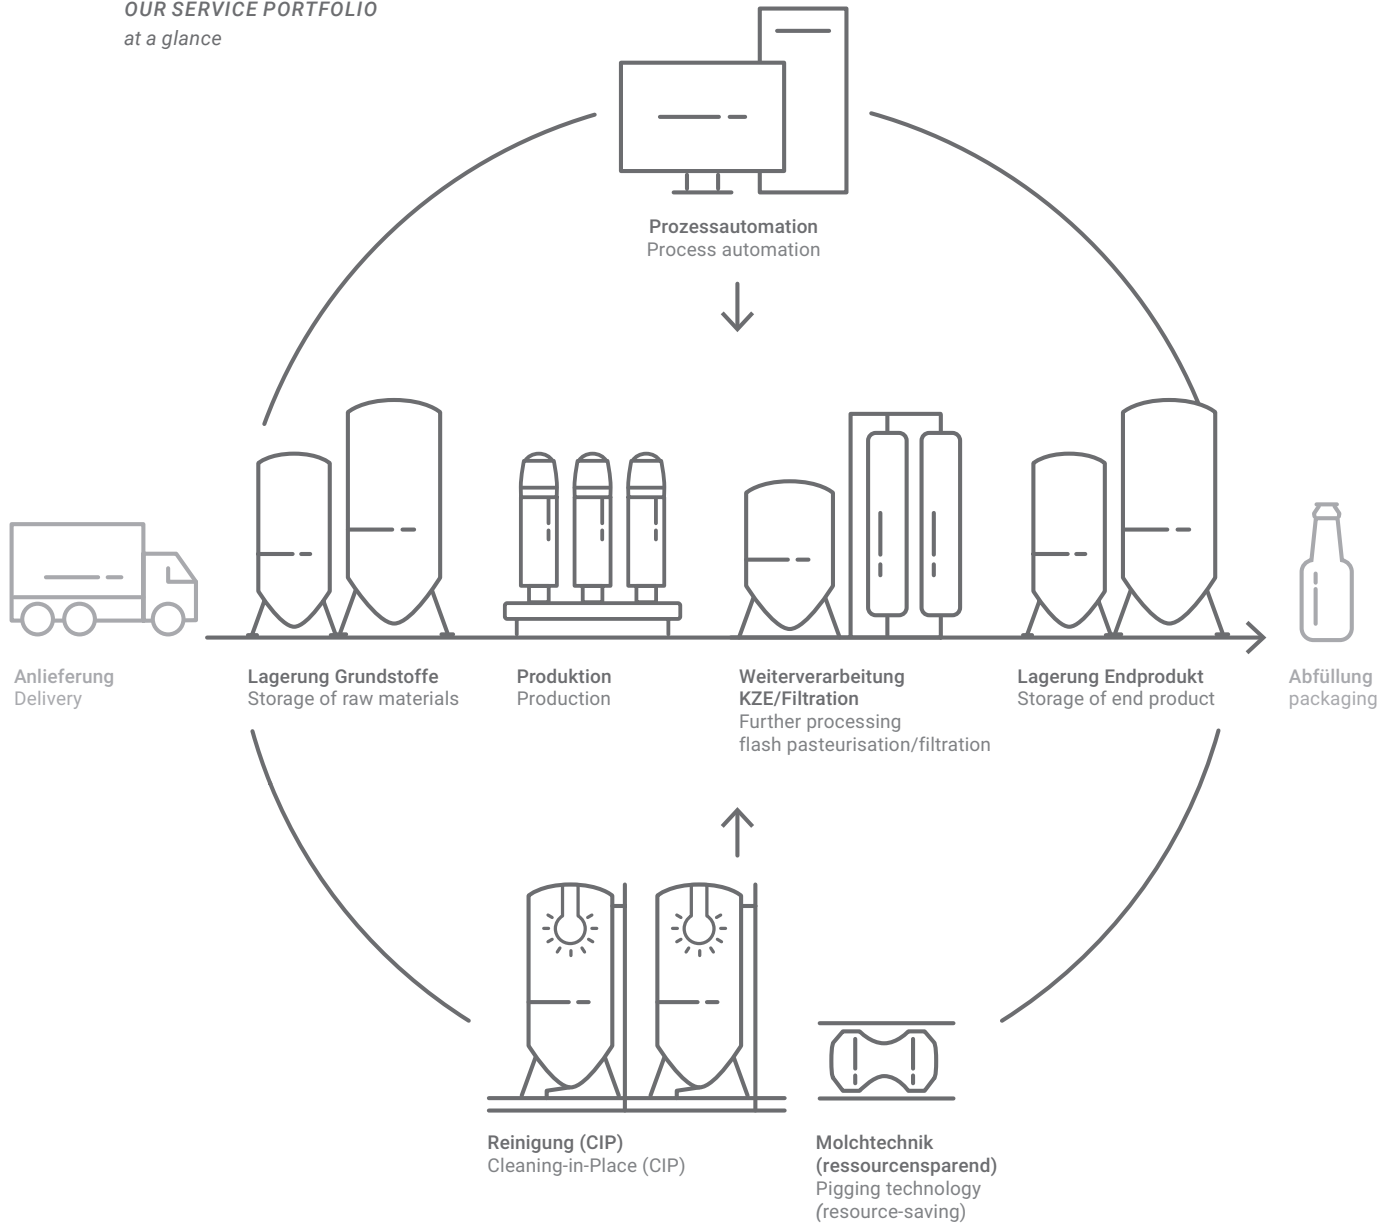 OUR SERVICE PORTFOLIO
at a glance
Prozessautomation
Process automation
Anlieferung
Delivery
Lagerung Grundstoffe
Storage of raw materials
Produktion
Production
Weiterverarbeitung
KZE/Filtration
Further processing
flash pasteurisation/filtration
Lagerung Endprodukt
Storage of end product
Abfüllung
packaging
Reinigung (CIP)
Cleaning-in-Place (CIP)
Molchtechnik
(ressourcensparend)
Pigging technology
(resource-saving)